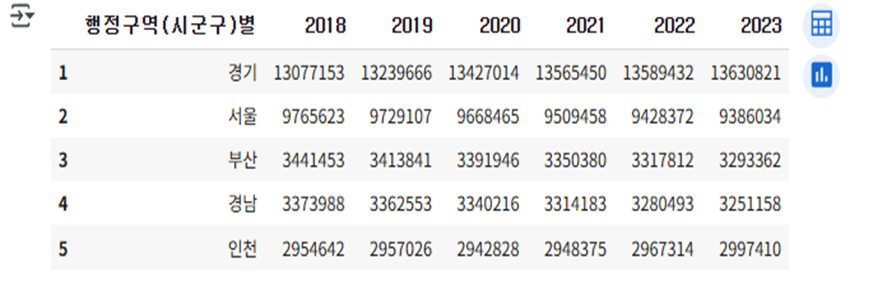 행정구역(시군구)별 2018 2019 2020 2021 2022 2023
1 경기 13077153 13239666 13427014 13565450 13589432 13630821
2 서울 9765623 9729107 9668465 9509458 9428372 9386034
3 부산 3441453 3413841 3391946 3350380 3317812 3293362
4 경남 3373988 3362553 3340216 3314183 3280493 3251158
5 인천 2954642 2957026 2942828 2948375 2967314 2997410